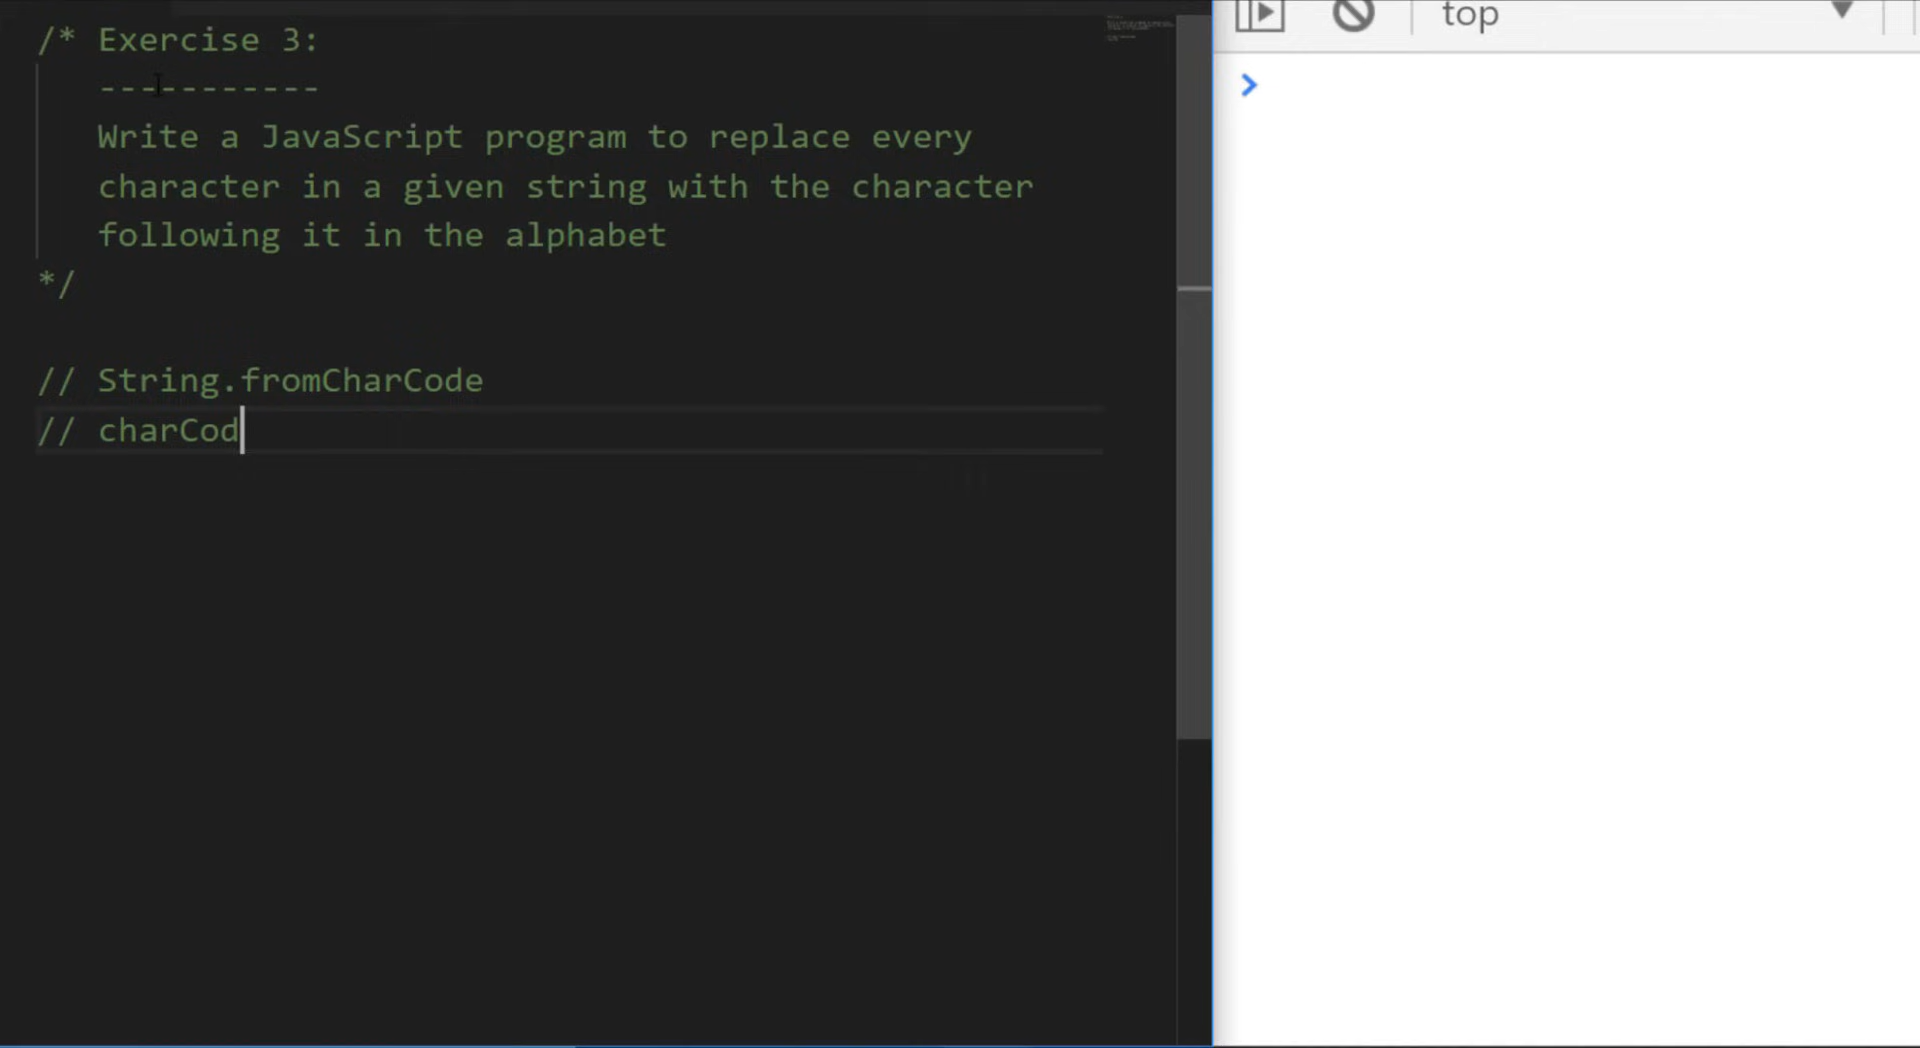 /* Exercise 3:
-----------
Write a JavaScript program to replace every
character in a given string with the character
following it in the alphabet
*/
// String.fromCharCode
// charCod
top